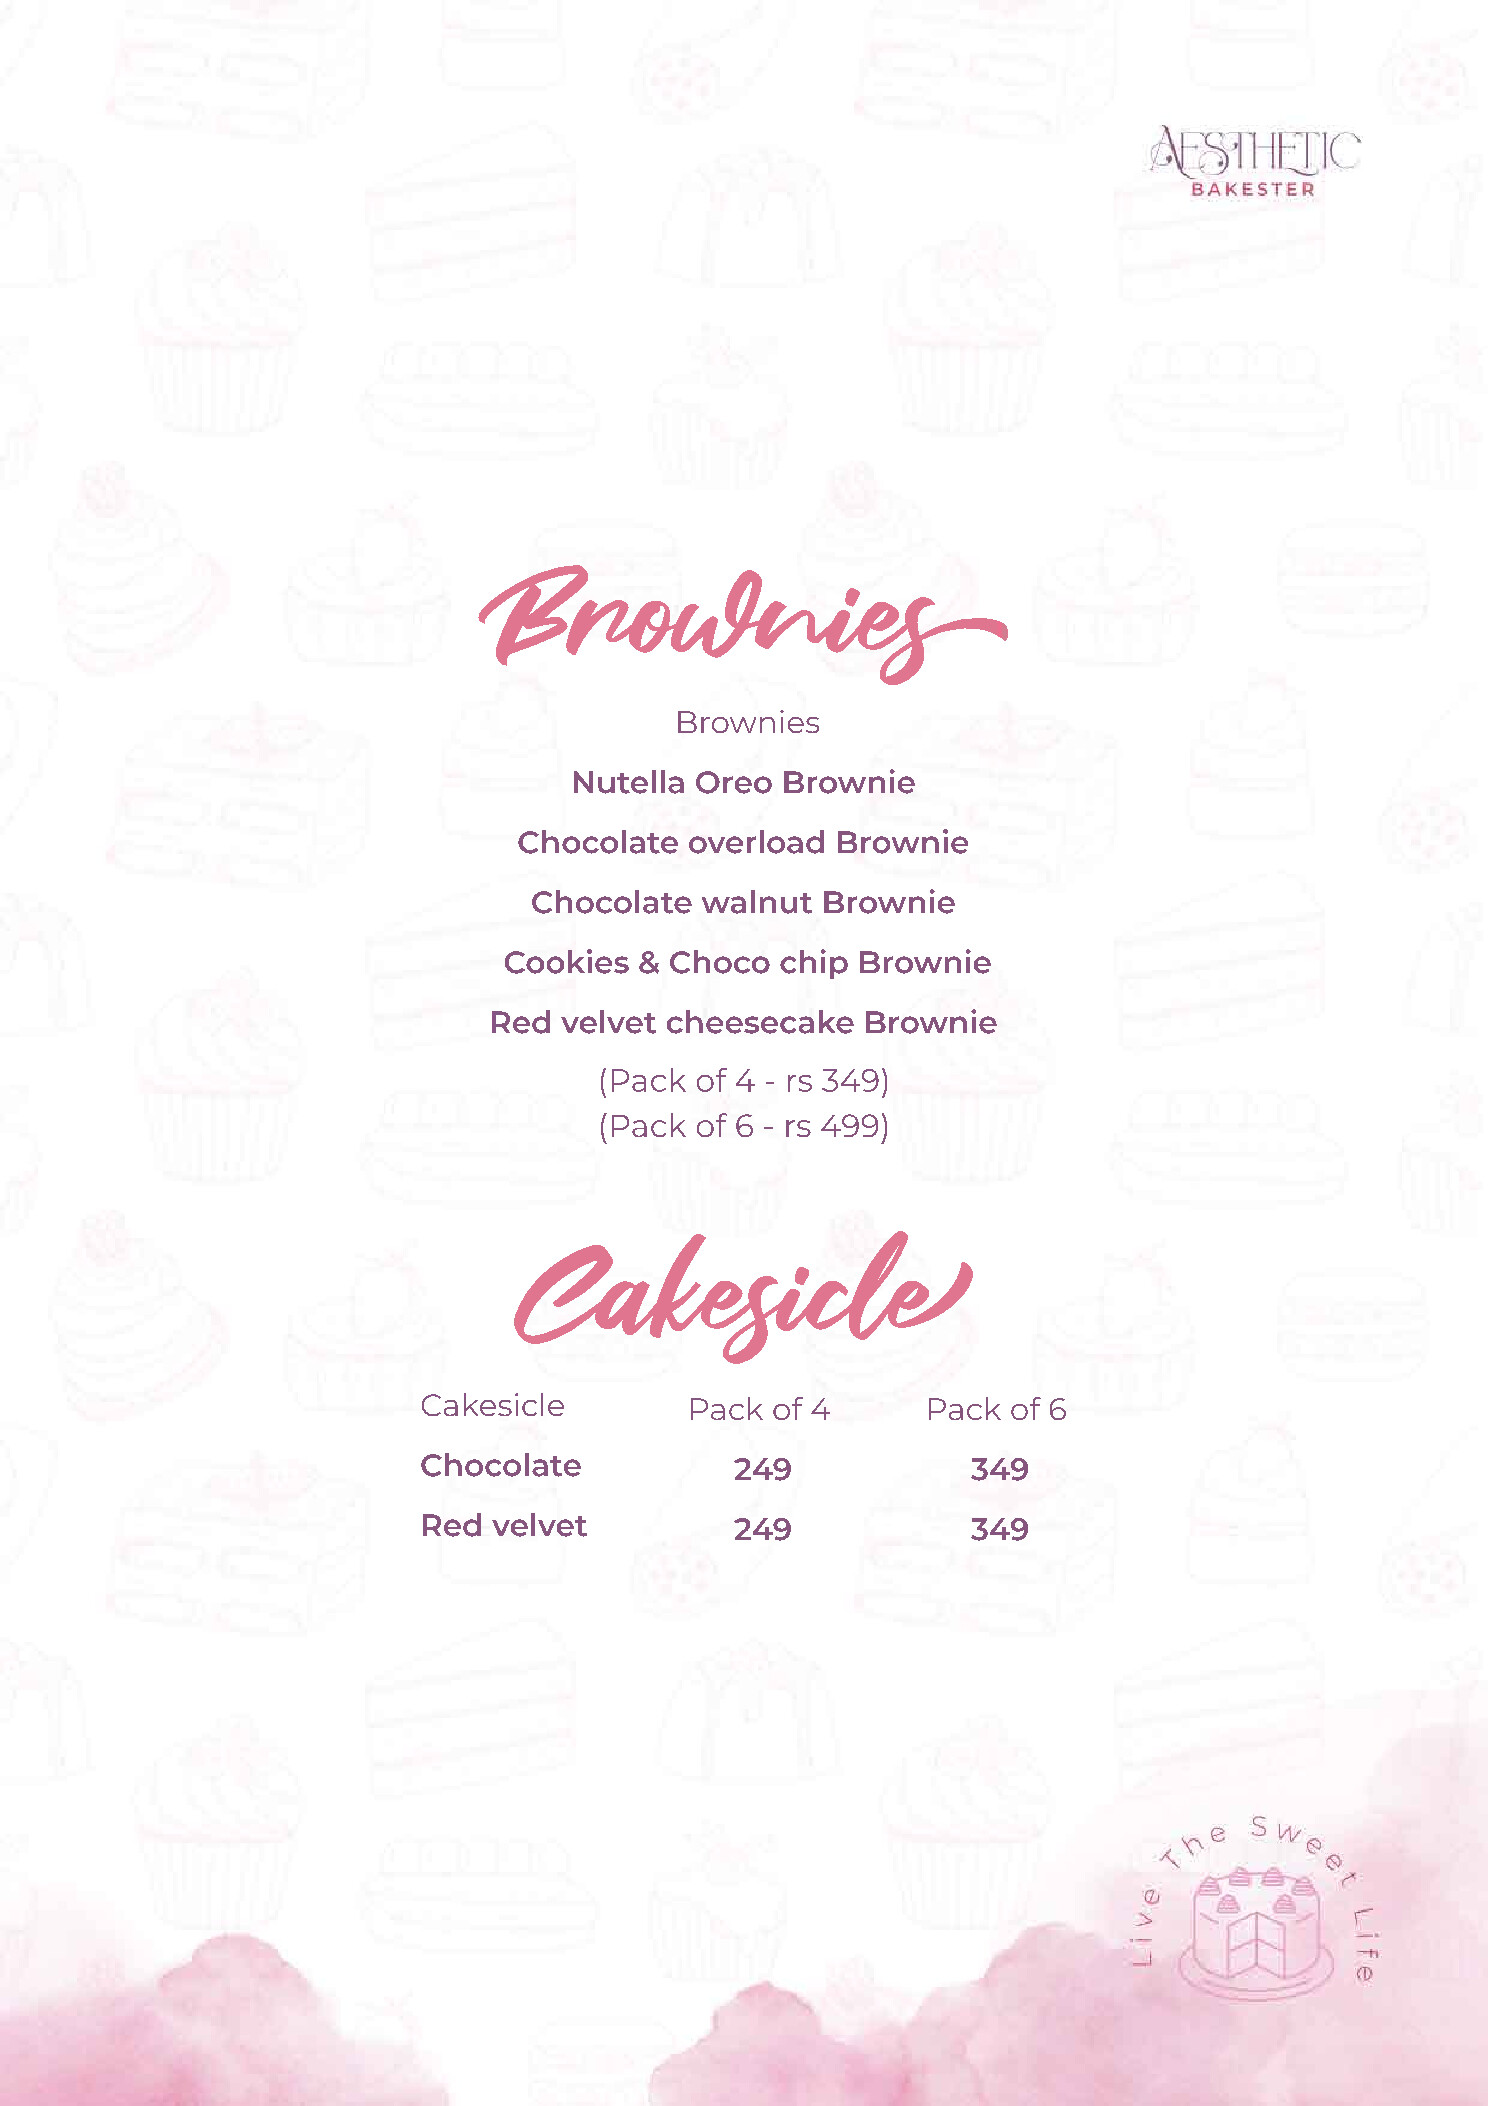 AESTHETIC
BAKESTER
Brownies
Brownies
Nutella Oreo Brownie
Chocolate overload Brownie
Chocolate walnut Brownie
Cookies & Choco chip Brownie
Red velvet cheesecake Brownie
(Pack of 4 - rs 349)
(Pack of 6 - rs 499)
Cakesicle
Cakesicle Pack of 4 Pack of 6
Chocolate 249 349
Red velvet 249 349
Live The Sweet Life